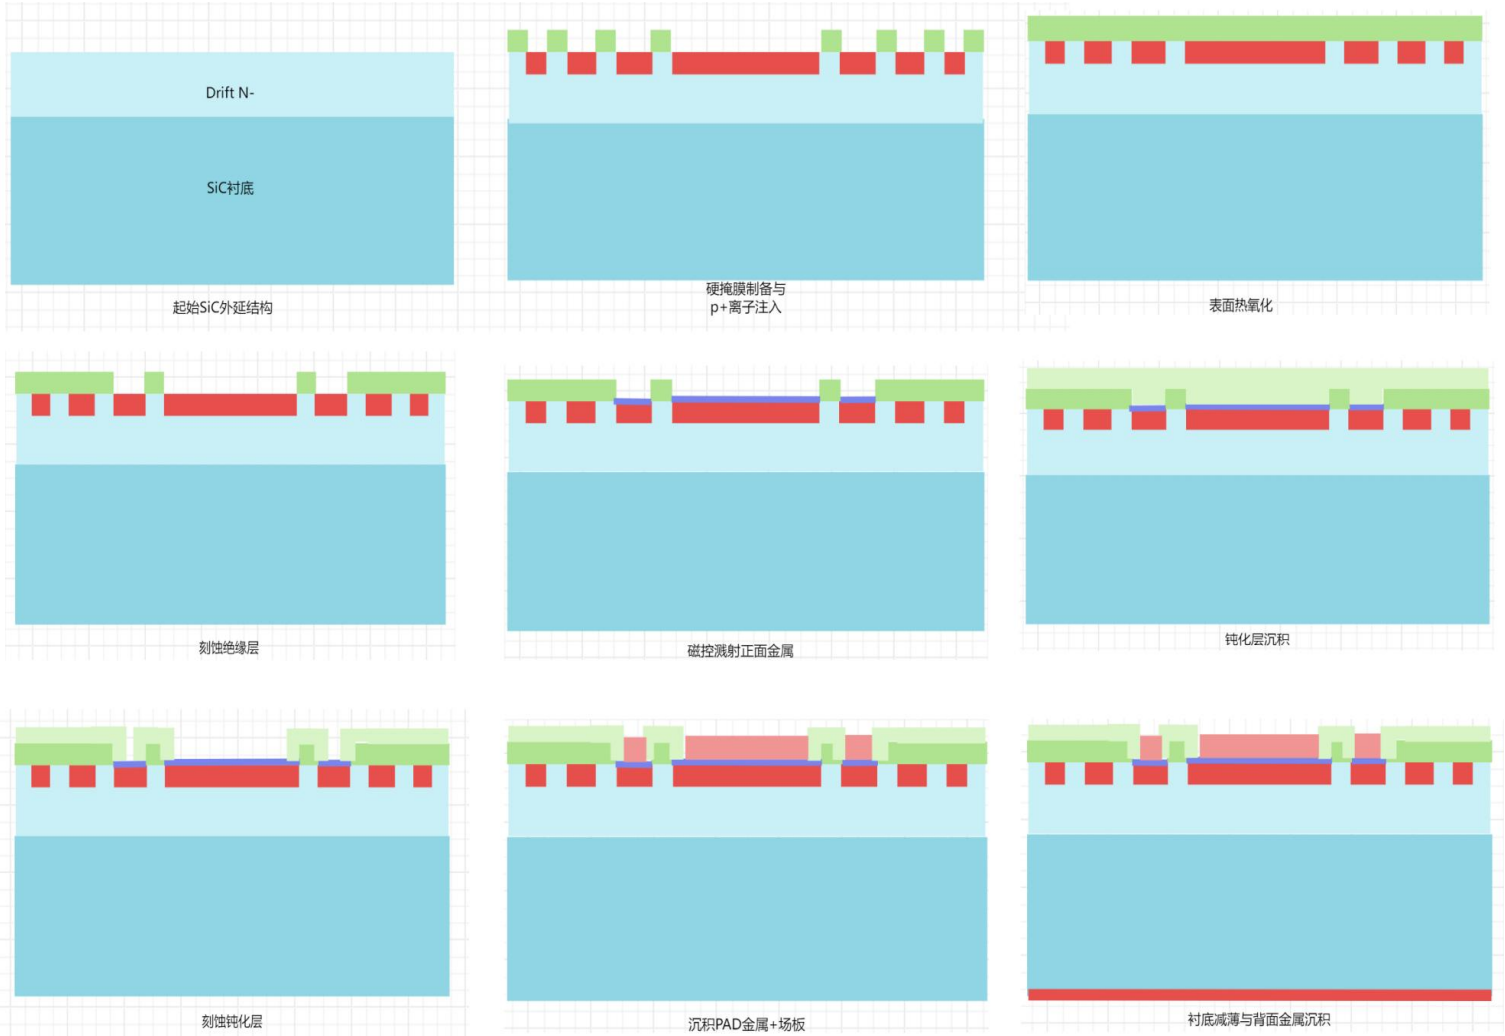 Drift N-
SiC衬底
起始SiC外延结构
硬掩膜制备与
p+离子注入
表面热氧化
刻蚀绝缘层
磁控溅射正面金属
钝化层沉积
刻蚀钝化层
沉积PAD金属+场板
衬底减薄与背面金属沉积